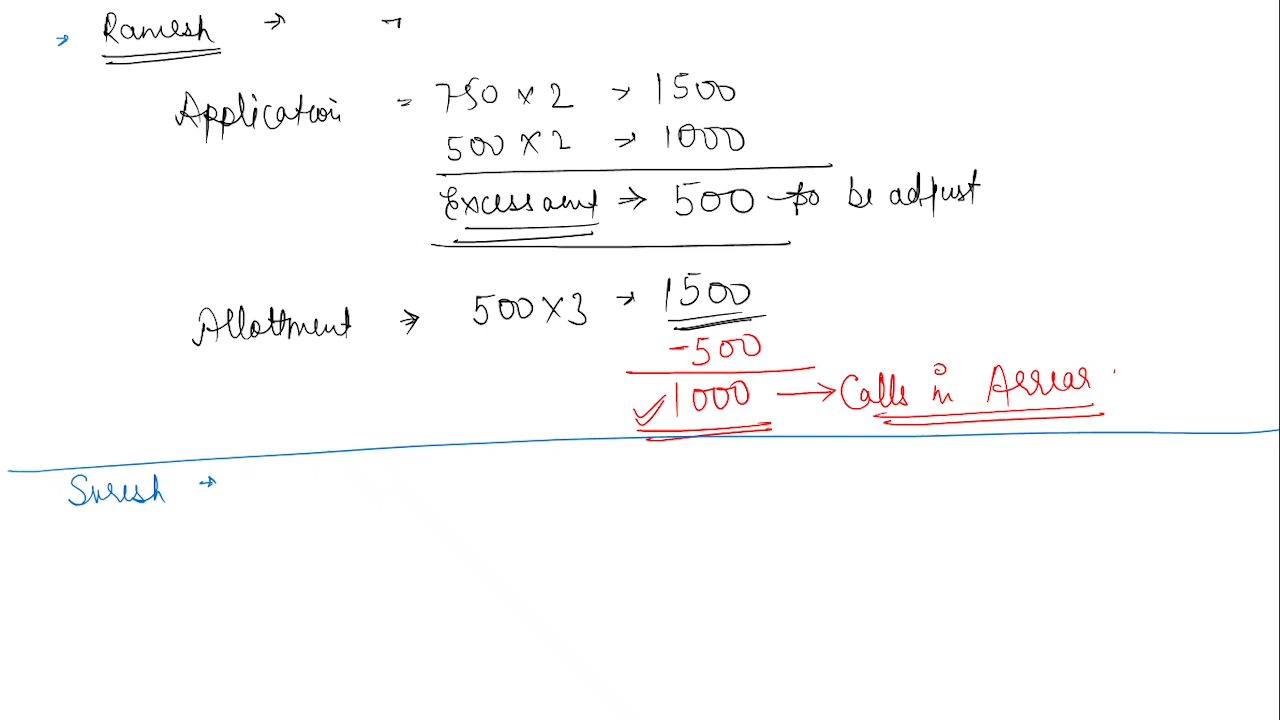 → Ramesh →
Application = 750 × 2 → 1500
500 × 2 → 1000
Excess amt → 500 to be adjust
Allottment → 500 × 3 → 1500
-500
✓1000 → Calls in Arrear
Suresh →